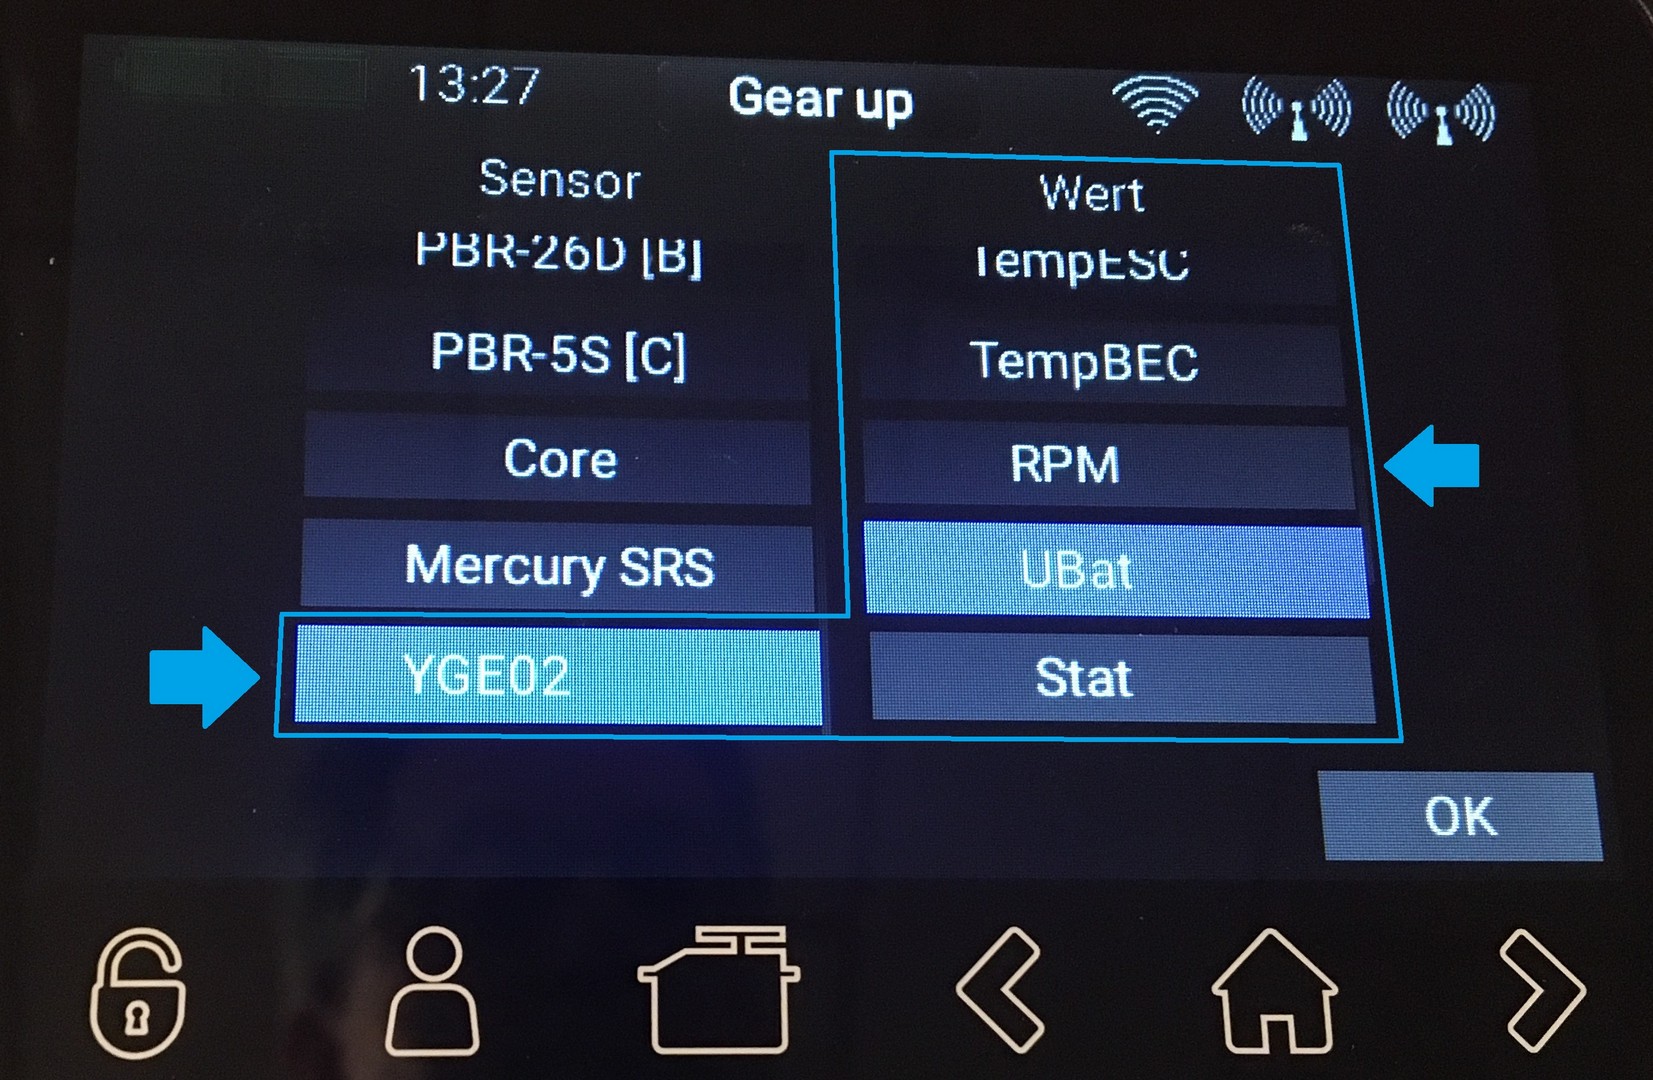 13:27 Gear up
Sensor Wert
PBR-26D [B] TempESC
PBR-5S [C] TempBEC
Core RPM
Mercury SRS UBat
YGE02 Stat
OK